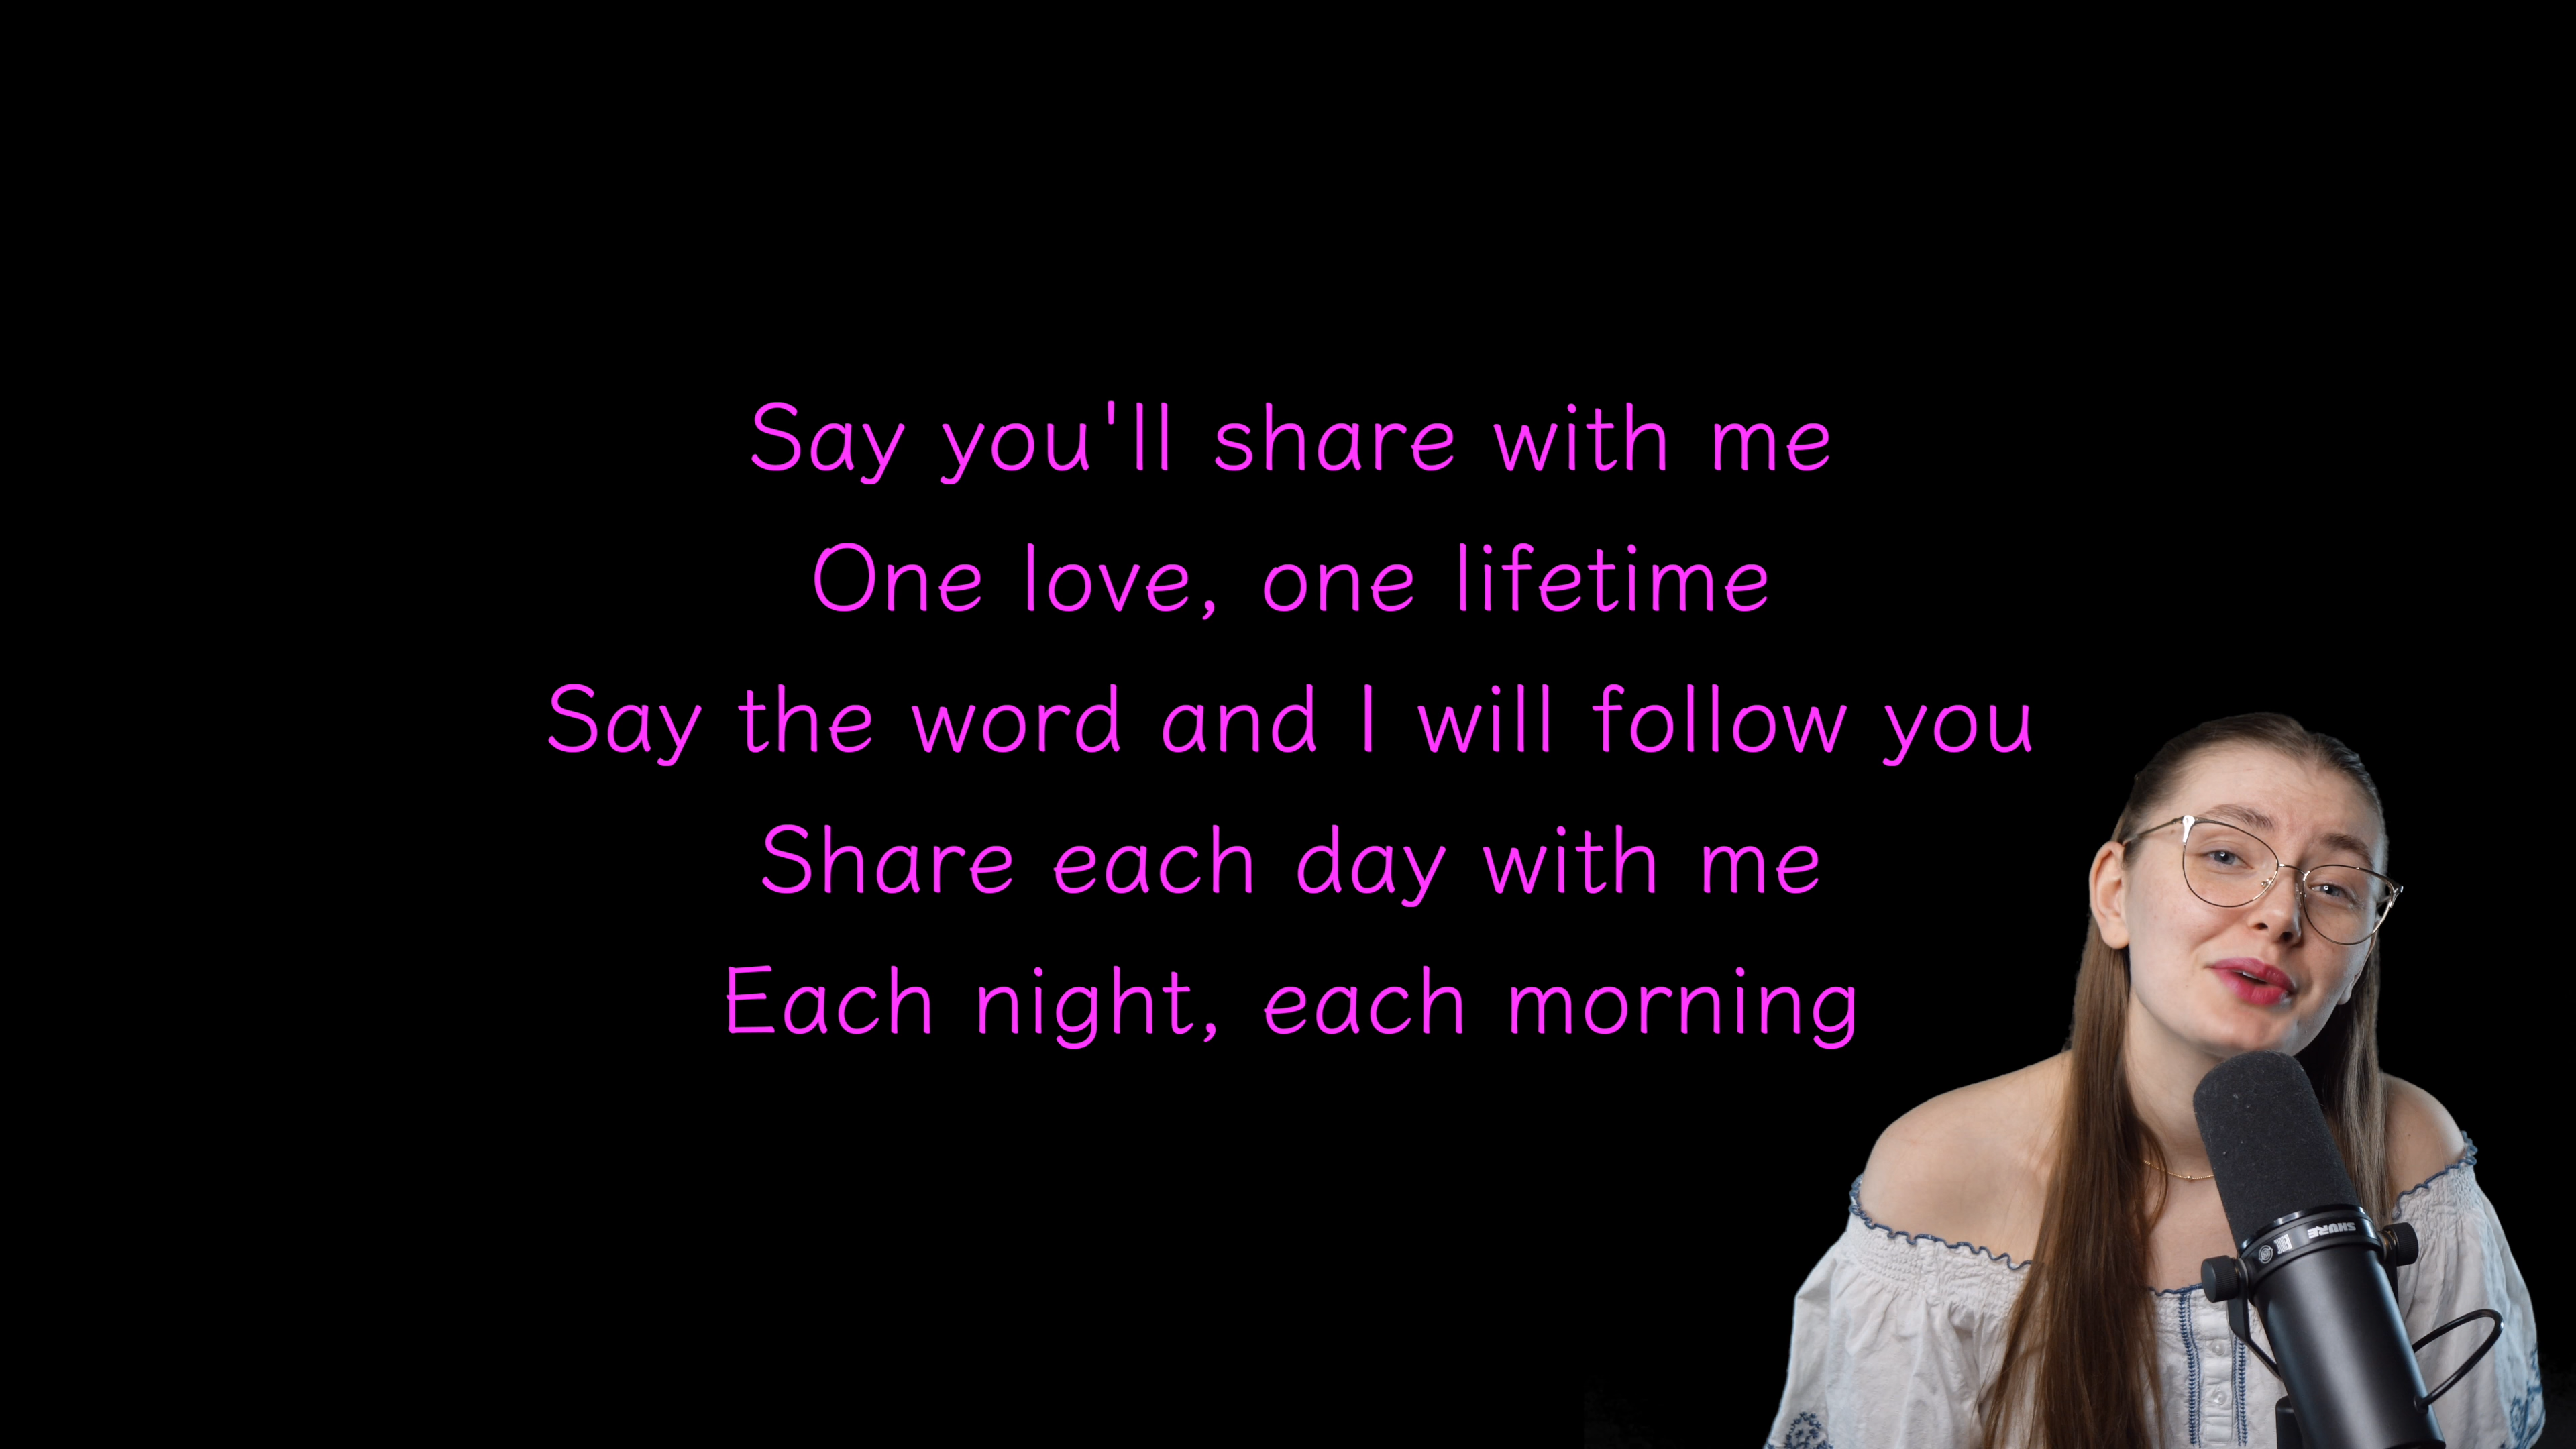 Say you'll share with me
One love, one lifetime
Say the word and I will follow you
Share each day with me
Each night, each morning
SHURE